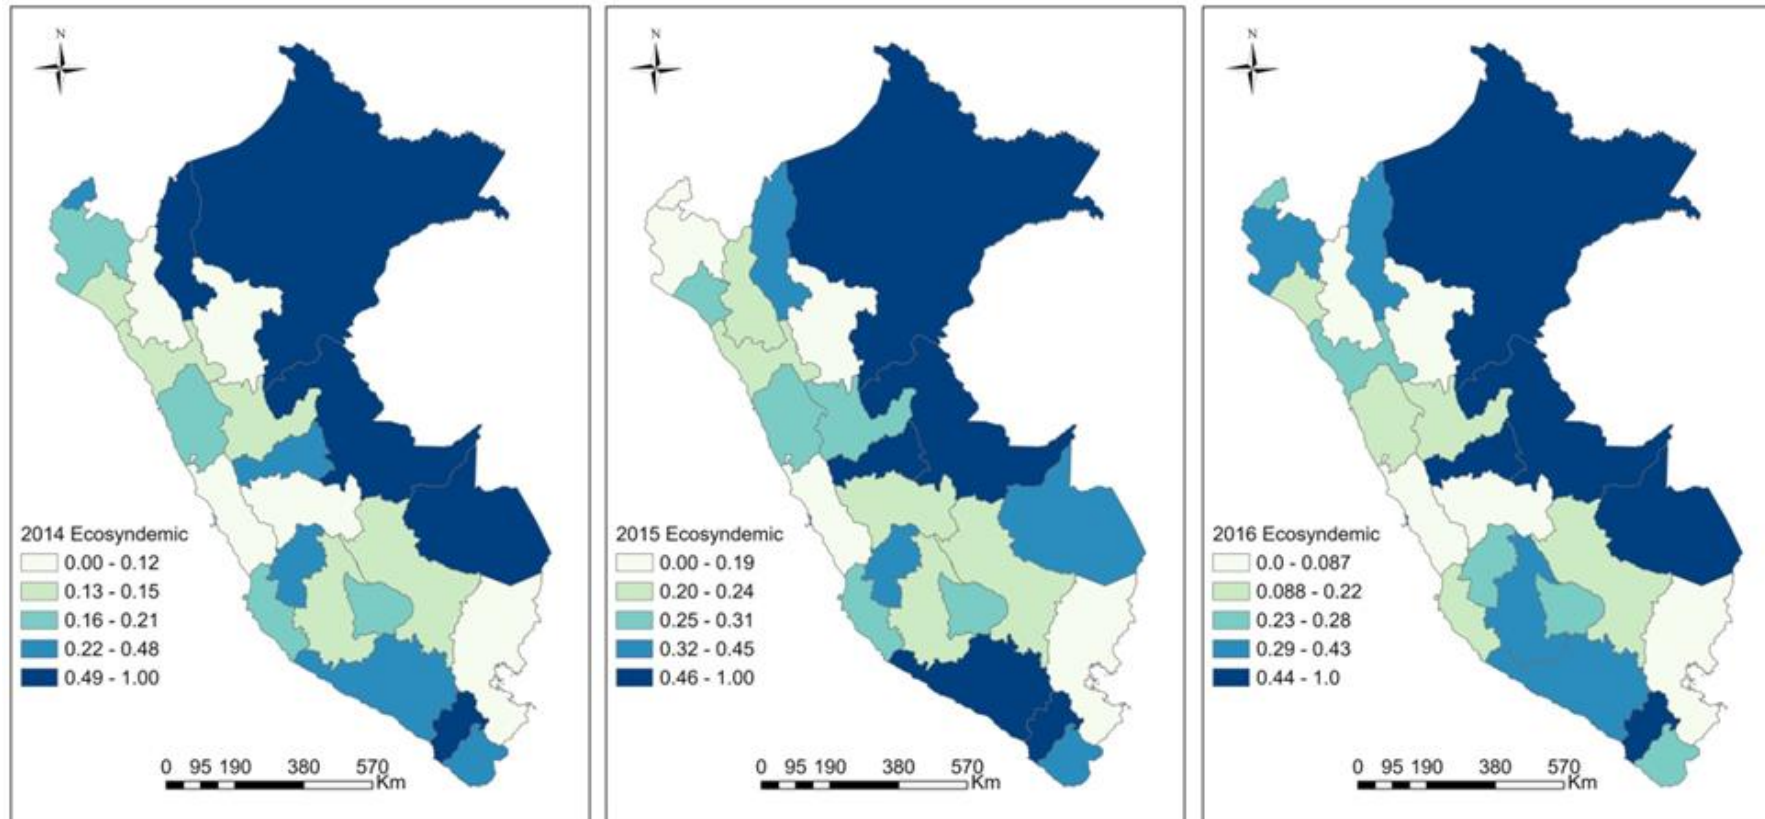 N
2014 Ecosyndemic
0.00 - 0.12
0.13 - 0.15
0.16 - 0.21
0.22 - 0.48
0.49 - 1.00
0 95 190 380 570
Km
N
2015 Ecosyndemic
0.00 - 0.19
0.20 - 0.24
0.25 - 0.31
0.32 - 0.45
0.46 - 1.00
0 95 190 380 570
Km
N
2016 Ecosyndemic
0.0 - 0.087
0.088 - 0.22
0.23 - 0.28
0.29 - 0.43
0.44 - 1.0
0 95 190 380 570
Km